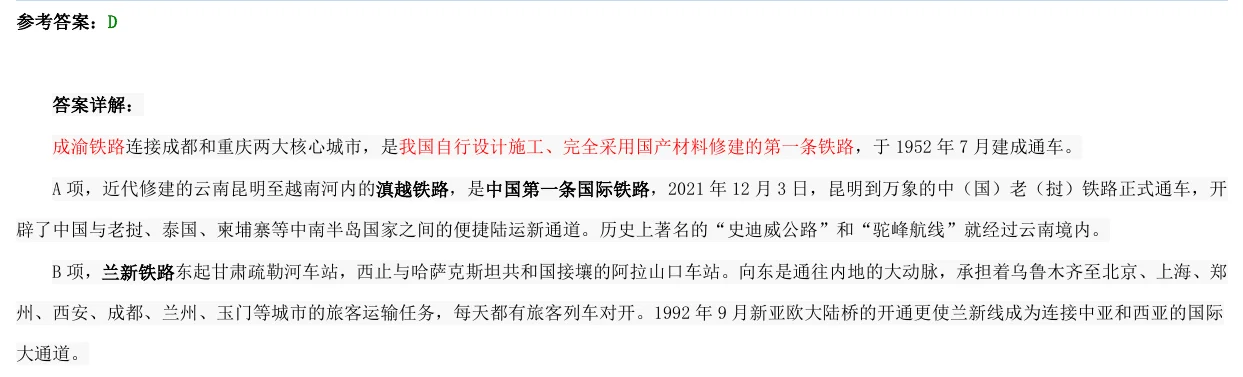 参考答案：D
答案详解：
成渝铁路连接成都和重庆两大核心城市，是我国自行设计施工、完全采用国产材料修建的第一条铁路，于 1952 年 7 月建成通车。
A 项，近代修建的云南昆明至越南河内的滇越铁路，是中国第一条国际铁路，2021 年 12 月 3 日，昆明到万象的中（国）老（挝）铁路正式通车，开
辟了中国与老挝、泰国、柬埔寨等中南半岛国家之间的便捷陆运新通道。历史上著名的“史迪威公路”和“驼峰航线”就经过云南境内。
B 项，兰新铁路东起甘肃疏勒河车站，西止与哈萨克斯坦共和国接壤的阿拉山口车站。向东是通往内地的大动脉，承担着乌鲁木齐至北京、上海、郑
州、西安、成都、兰州、玉门等城市的旅客运输任务，每天都有旅客列车对开。1992 年 9 月新亚欧大陆桥的开通更使兰新线成为连接中亚和西亚的国际
大通道。